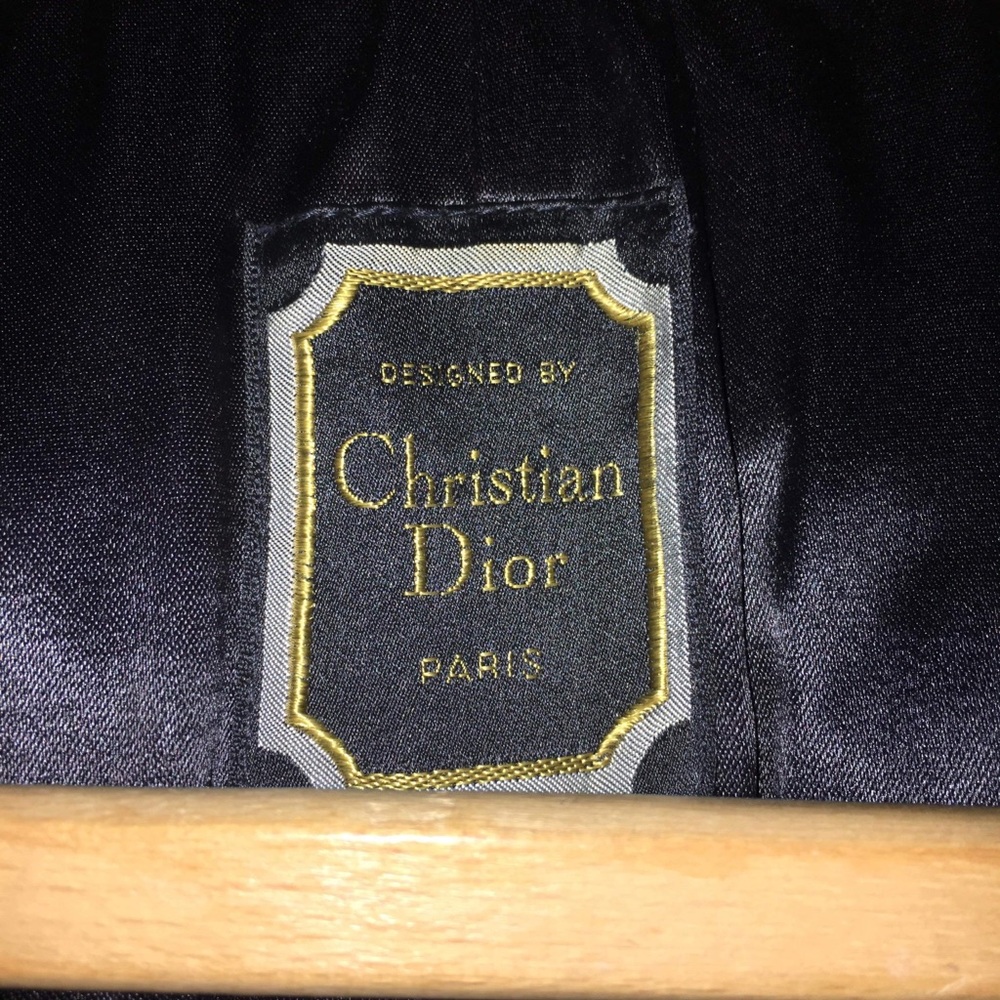 DESIGNED BY
Christian
Dior
PARIS